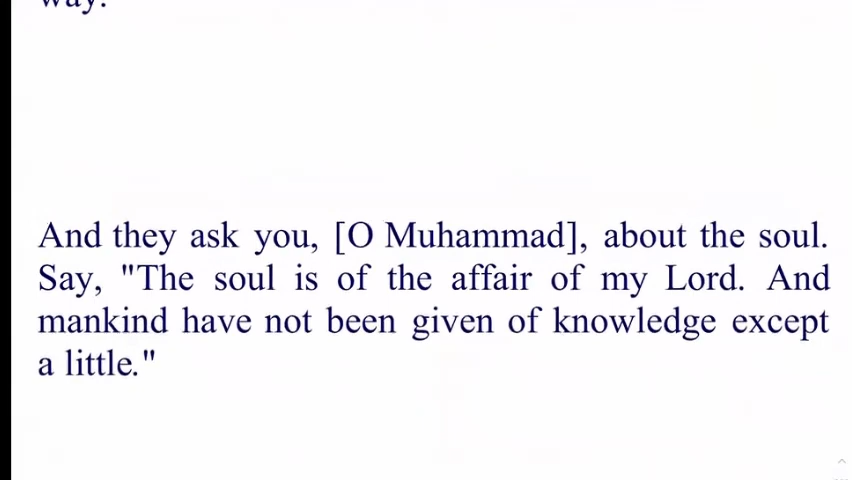 way.
And they ask you, [O Muhammad], about the soul.
Say, "The soul is of the affair of my Lord. And
mankind have not been given of knowledge except
a little."